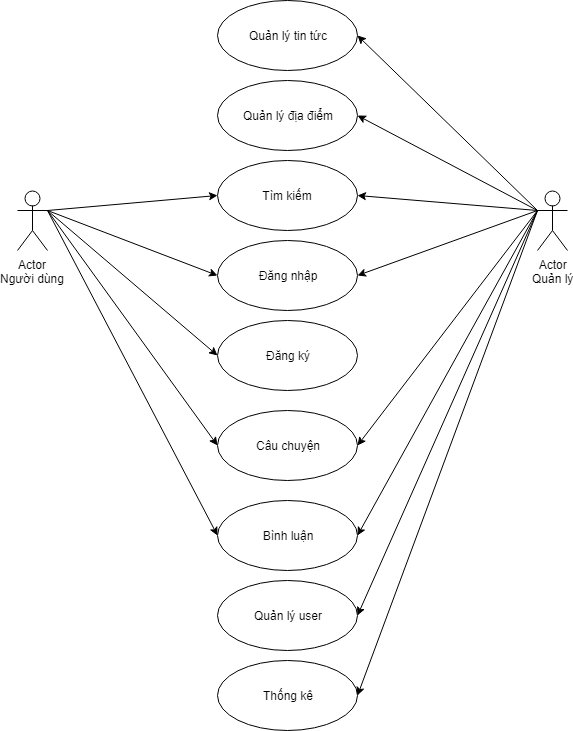 Quản lý tin tức
Quản lý địa điểm
Tìm kiếm
Đăng nhập
Actor
Người dùng
Actor
Quản lý
Đăng ký
Câu chuyện
Bình luận
Quản lý user
Thống kê